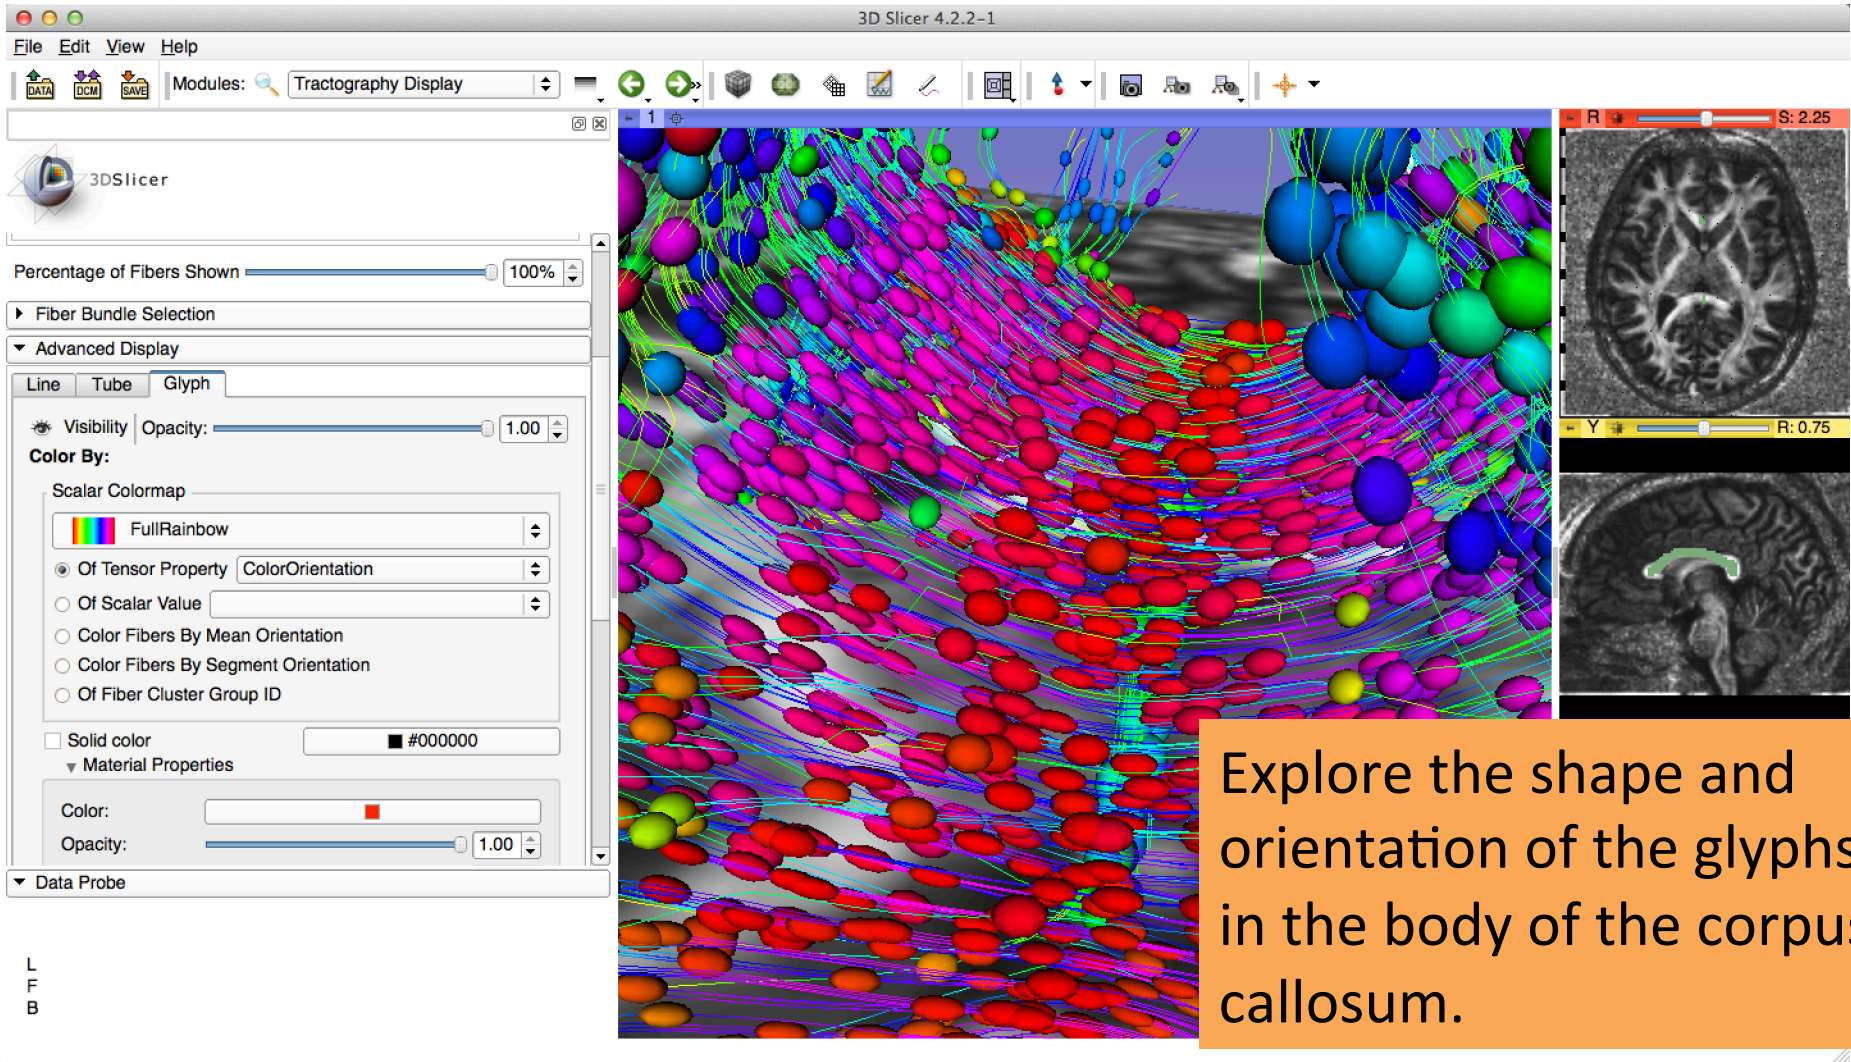 3D Slicer 4.2.2-1
File Edit View Help
DATA DCM SAVE Modules: Tractography Display
1
R S: 2.25
3DSlicer
Percentage of Fibers Shown 100%
Fiber Bundle Selection
Advanced Display
Line Tube Glyph
Visibility Opacity: 1.00
Color By:
Scalar Colormap
FullRainbow
Of Tensor Property ColorOrientation
Of Scalar Value
Color Fibers By Mean Orientation
Color Fibers By Segment Orientation
Of Fiber Cluster Group ID
Solid color #000000
Material Properties
Color:
Opacity: 1.00
Data Probe
L
F
B
Y R: 0.75
Explore the shape and
orientation of the glyphs
in the body of the corpus
callosum.